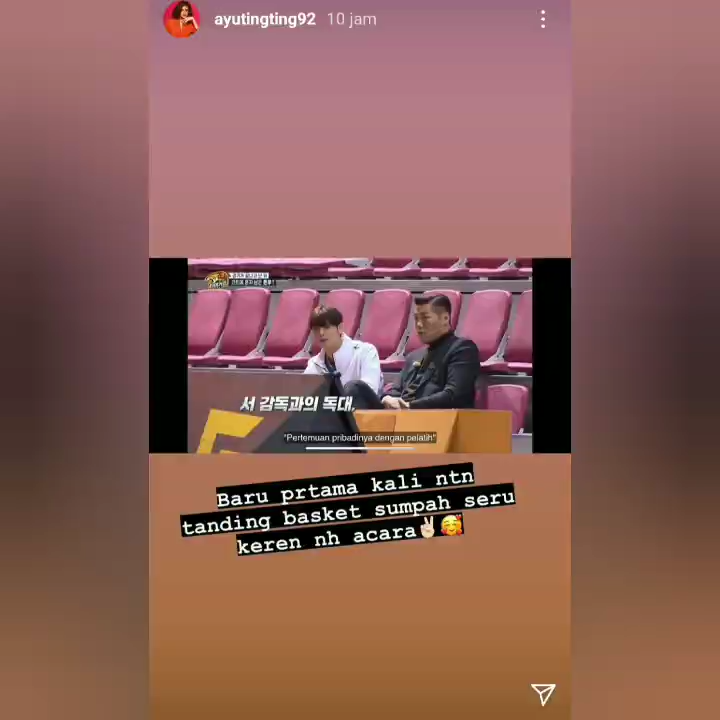 ayutingting92 10 jam
서 감독과의 독대,
"Pertemuan pribadinya dengan pelatih"
Baru prtama kali ntn
tanding basket sumpah seru
keren nh acara✌🏻🥰